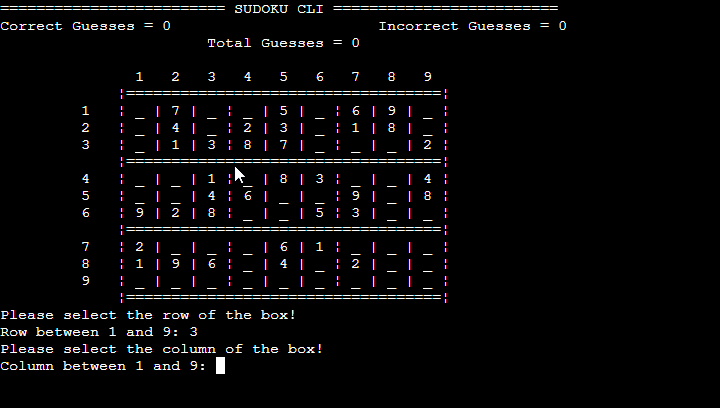 ========================= SUDOKU CLI =========================
Correct Guesses = 0                       Incorrect Guesses = 0
Total Guesses = 0
1   2   3   4   5   6   7   8   9
¦===================================¦
1 ¦ _ | 7 | _ ¦ _ | 5 | _ ¦ 6 | 9 | _ ¦
2 ¦ _ | 4 | _ ¦ 2 | 3 | _ ¦ 1 | 8 | _ ¦
3 ¦ _ | 1 | 3 ¦ 8 | 7 | _ ¦ _ | _ | 2 ¦
¦===================================¦
4 ¦ _ | _ | 1 ¦ _ | 8 | 3 ¦ _ | _ | 4 ¦
5 ¦ _ | _ | 4 ¦ 6 | _ | _ ¦ 9 | _ | 8 ¦
6 ¦ 9 | 2 | 8 ¦ _ | _ | 5 ¦ 3 | _ | _ ¦
¦===================================¦
7 ¦ 2 | _ | _ ¦ _ | 6 | 1 ¦ _ | _ | _ ¦
8 ¦ 1 | 9 | 6 ¦ _ | 4 | _ ¦ 2 | _ | _ ¦
9 ¦ _ | _ | _ ¦ _ | _ | _ ¦ _ | _ | _ ¦
¦===================================¦
Please select the row of the box!
Row between 1 and 9: 3
Please select the column of the box!
Column between 1 and 9: